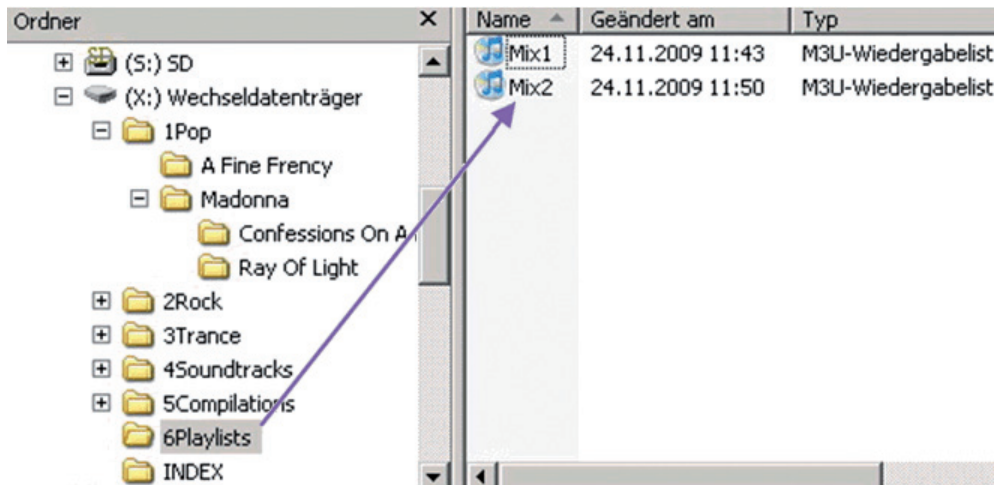 Ordner
(S:) SD
(X:) Wechseldatenträger
1Pop
A Fine Frency
Madonna
Confessions On A
Ray Of Light
2Rock
3Trance
4Soundtracks
5Compilations
6Playlists
INDEX
Name Geändert am Typ
Mix1 24.11.2009 11:43 M3U-Wiedergabelist
Mix2 24.11.2009 11:50 M3U-Wiedergabelist